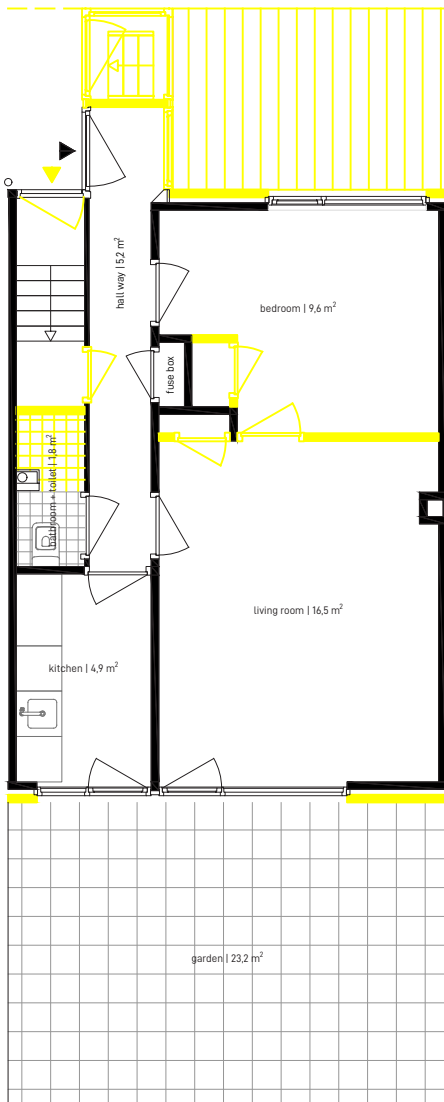 hall way | 5,2 m²
bedroom | 9,6 m²
fuse box
bathroom + toilet | 1,8 m²
living room | 16,5 m²
kitchen | 4,9 m²
garden | 23,2 m²